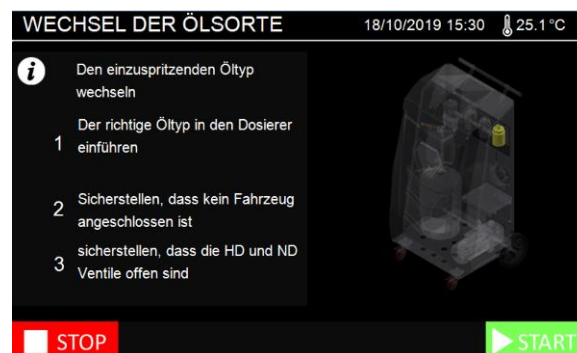 WECHSEL DER ÖLSORTE 18/10/2019 15:30 25.1 °C
i Den einzuspritzenden Öltyp
wechseln
Der richtige Öltyp in den Dosierer
1 einführen
2 Sicherstellen, dass kein Fahrzeug
angeschlossen ist
3 sicherstellen, dass die HD und ND
Ventile offen sind
STOP START